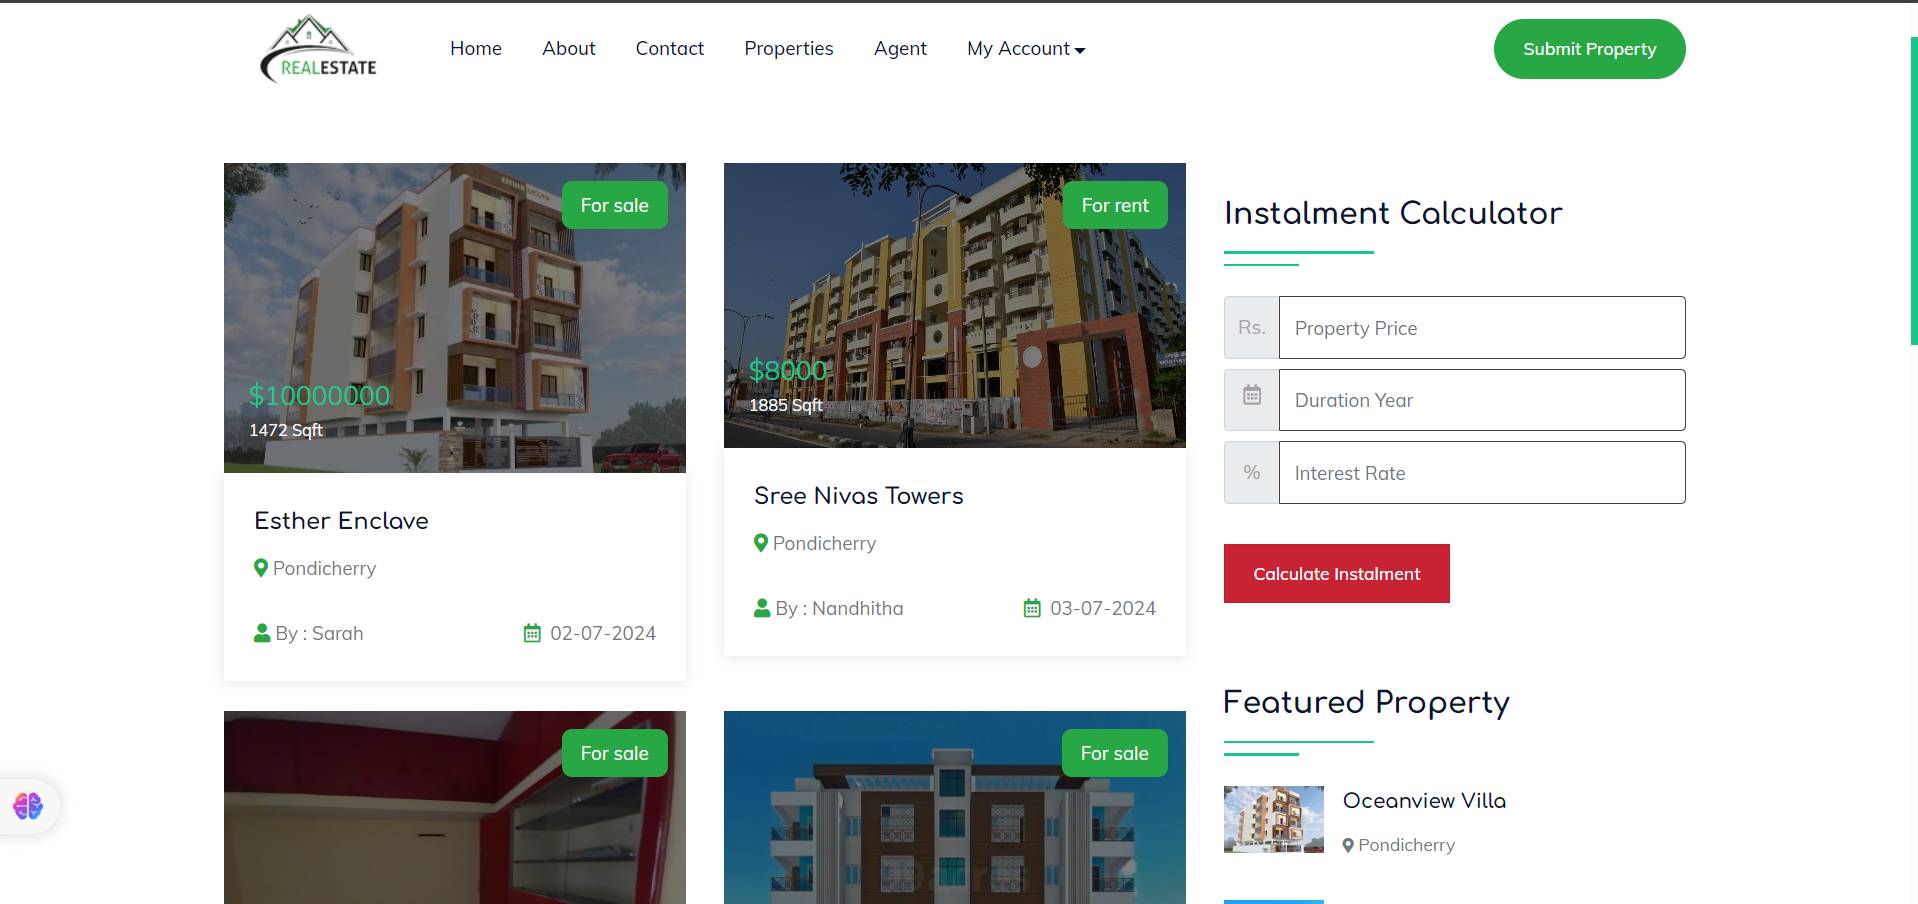 REALESTATE
Home
About
Contact
Properties
Agent
My Account
Submit Property
For sale
$10000000
1472 Sqft
Esther Enclave
Pondicherry
By : Sarah
02-07-2024
For rent
$8000
1885 Sqft
Sree Nivas Towers
Pondicherry
By : Nandhitha
03-07-2024
For sale
For sale
Instalment Calculator
Rs.
Property Price
Duration Year
%
Interest Rate
Calculate Instalment
Featured Property
Oceanview Villa
Pondicherry